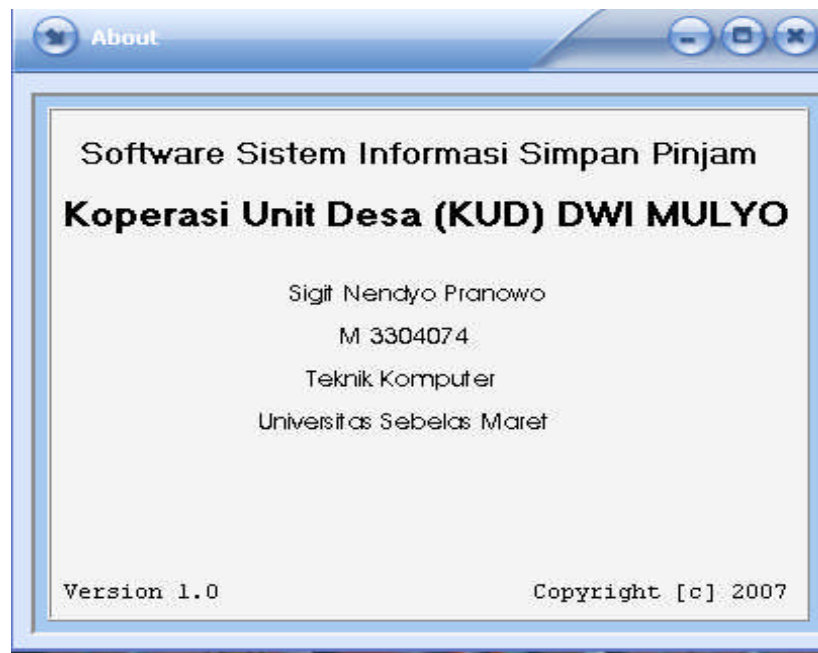 About
Software Sistem Informasi Simpan Pinjam
Koperasi Unit Desa (KUD) DWI MULYO
Sigit Nendyo Pranowo
M 3304074
Teknik Komputer
Universitas Sebelas Maret
Version 1.0
Copyright [c] 2007